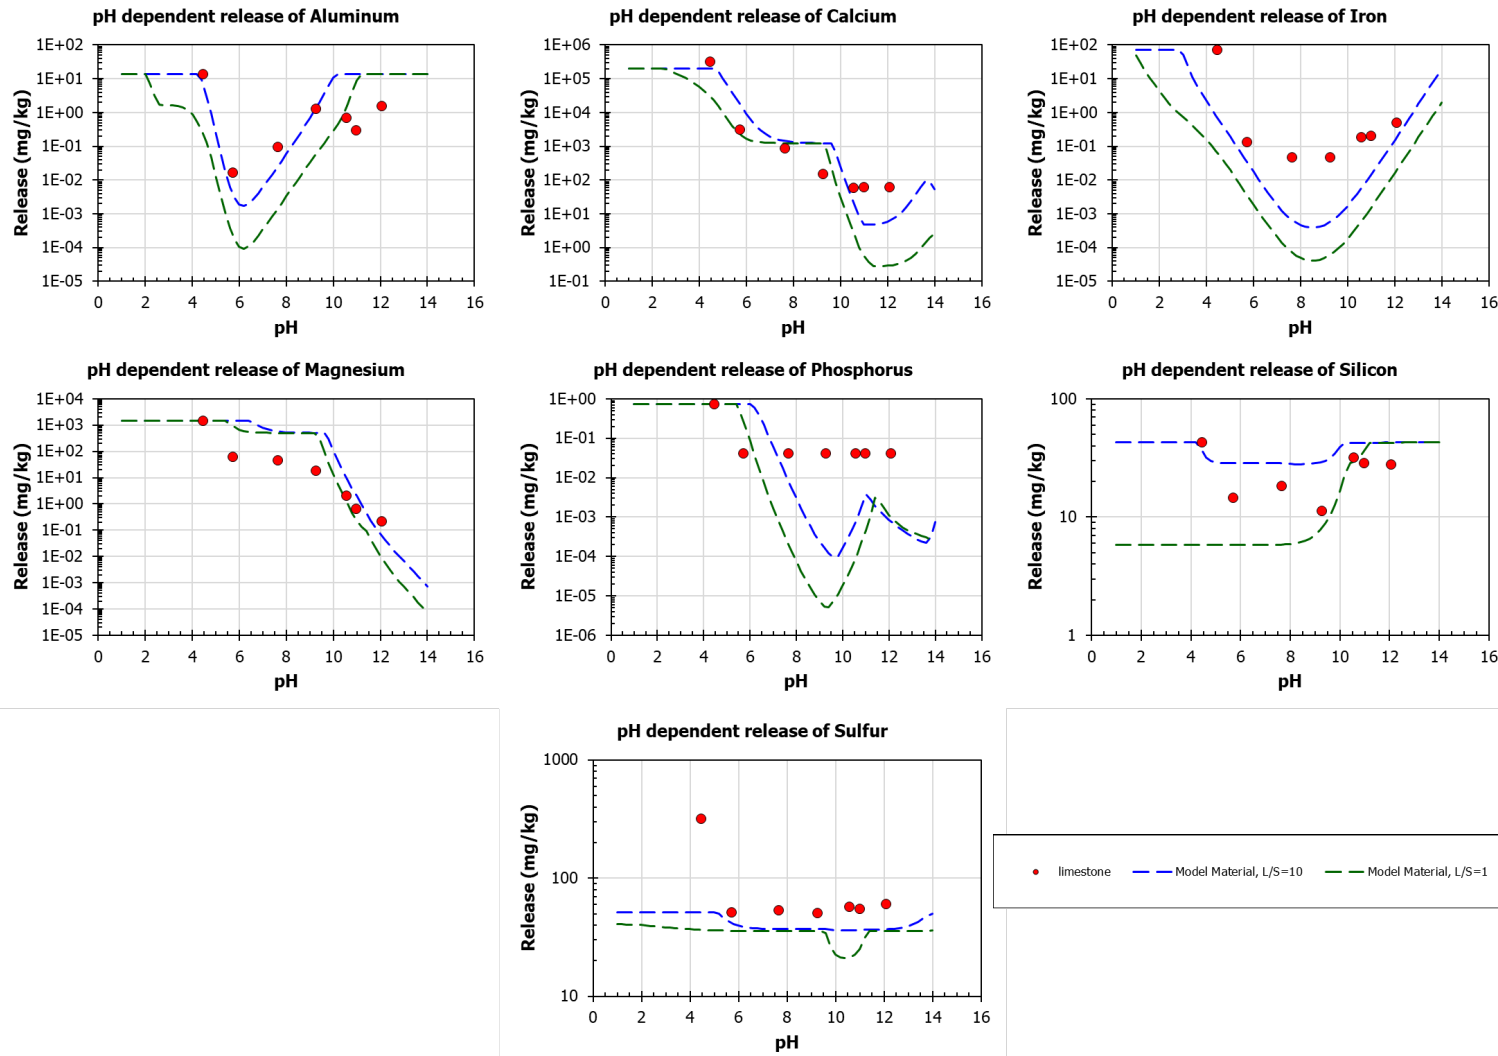 pH dependent release of Aluminum
1E+02
1E+01
1E+00
1E-01
1E-02
1E-03
1E-04
1E-05
Release (mg/kg)
0 2 4 6 8 10 12 14 16
pH
pH dependent release of Calcium
1E+06
1E+05
1E+04
1E+03
1E+02
1E+01
1E+00
1E-01
Release (mg/kg)
0 2 4 6 8 10 12 14 16
pH
pH dependent release of Iron
1E+02
1E+01
1E+00
1E-01
1E-02
1E-03
1E-04
1E-05
Release (mg/kg)
0 2 4 6 8 10 12 14 16
pH
pH dependent release of Magnesium
1E+04
1E+03
1E+02
1E+01
1E+00
1E-01
1E-02
1E-03
1E-04
1E-05
Release (mg/kg)
0 2 4 6 8 10 12 14 16
pH
pH dependent release of Phosphorus
1E+00
1E-01
1E-02
1E-03
1E-04
1E-05
1E-06
Release (mg/kg)
0 2 4 6 8 10 12 14 16
pH
pH dependent release of Silicon
100
10
1
Release (mg/kg)
0 2 4 6 8 10 12 14 16
pH
pH dependent release of Sulfur
1000
100
10
Release (mg/kg)
0 2 4 6 8 10 12 14 16
pH
limestone Model Material, L/S=10 Model Material, L/S=1